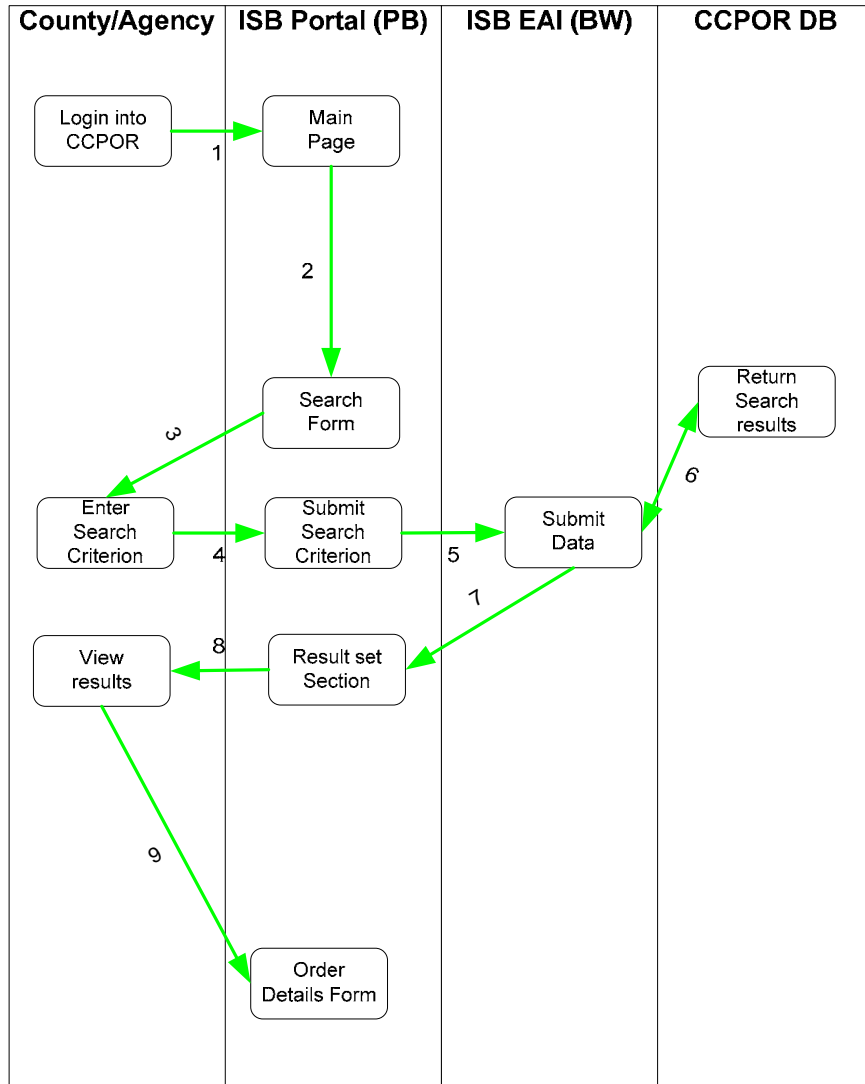 County/Agency
ISB Portal (PB)
ISB EAI (BW)
CCPOR DB
Login into
CCPOR
1
Main
Page
2
Search
Form
3
Return
Search
results
6
Enter
Search
Criterion
4
Submit
Search
Criterion
5
Submit
Data
7
View
results
8
Result set
Section
9
Order
Details Form